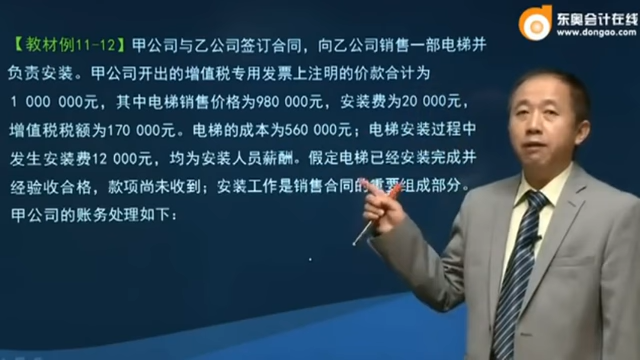 东奥会计在线
www.dongao.com
【教材例11-12】甲公司与乙公司签订合同，向乙公司销售一部电梯并
负责安装。甲公司开出的增值税专用发票上注明的价款合计为
1 000 000元，其中电梯销售价格为980 000元，安装费为20 000元，
增值税税额为170 000元。电梯的成本为560 000元；电梯安装过程中
发生安装费12 000元，均为安装人员薪酬。假定电梯已经安装完成并
经验收合格，款项尚未收到；安装工作是销售合同的重要组成部分。
甲公司的账务处理如下：